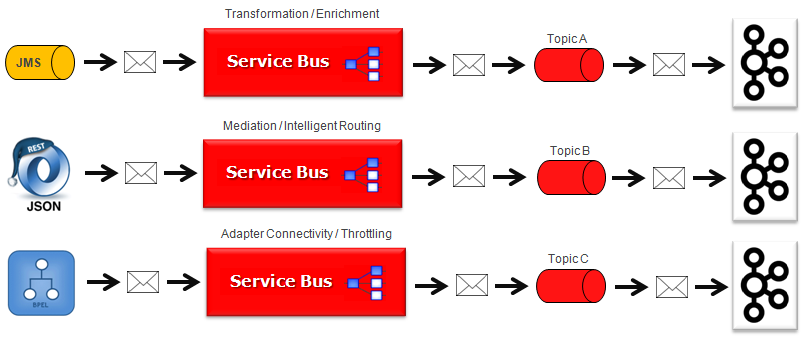 Transformation / Enrichment
JMS
Service Bus
Topic A
Mediation / Intelligent Routing
REST
JSON
Service Bus
Topic B
Adapter Connectivity / Throttling
BPEL
Service Bus
Topic C